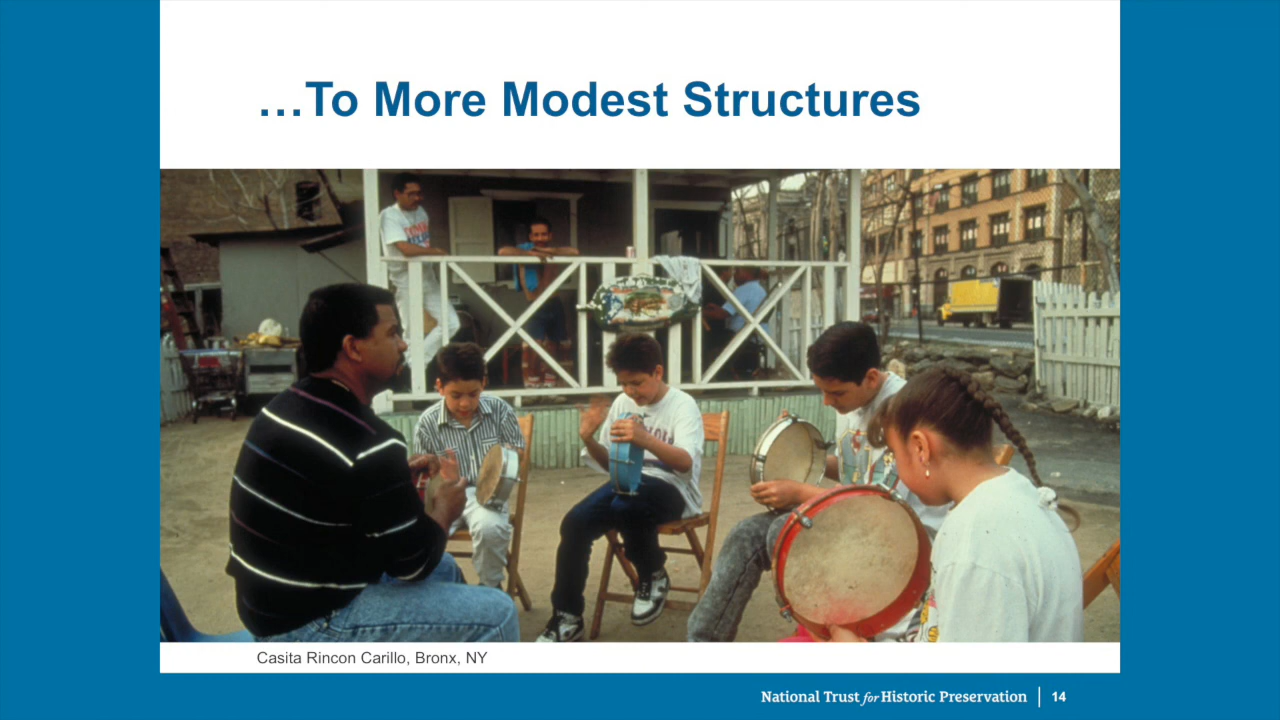 …To More Modest Structures
Casita Rincon Carillo, Bronx, NY
National Trust for Historic Preservation | 14